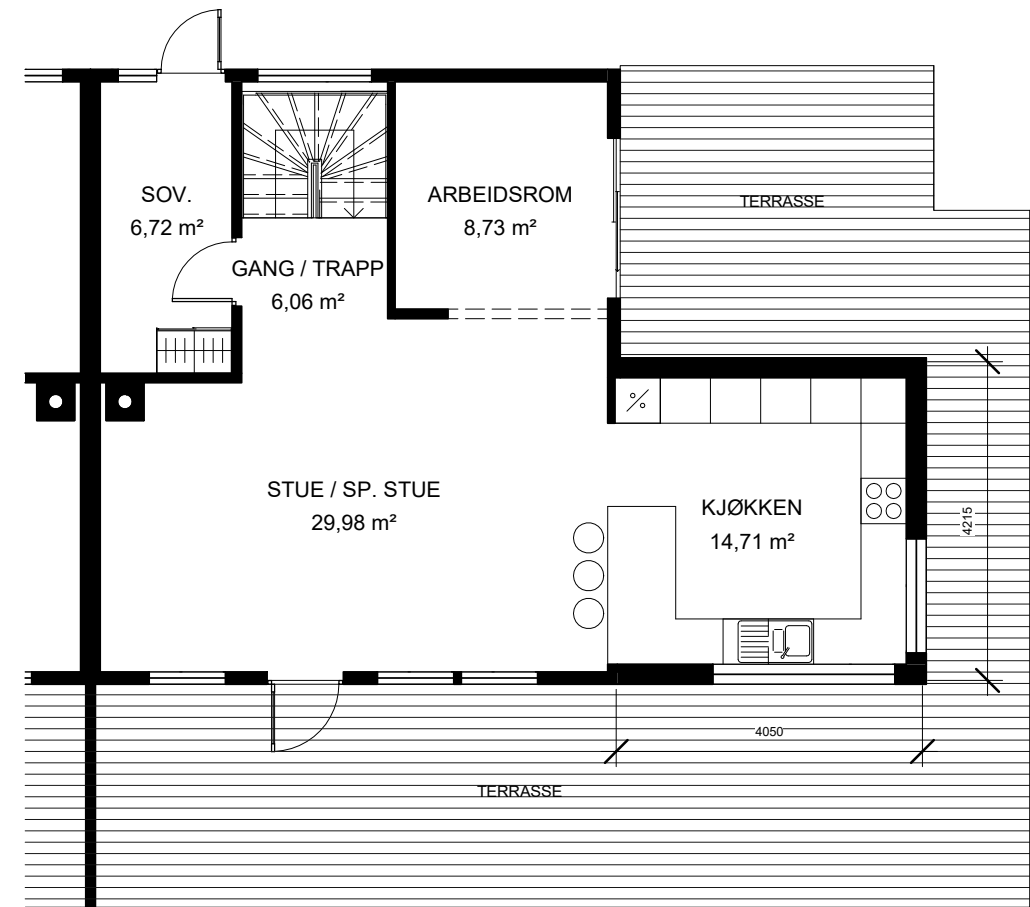 SOV.
6,72 m²
ARBEIDSROM
8,73 m²
TERRASSE
GANG / TRAPP
6,06 m²
%
STUE / SP. STUE
29,98 m²
KJØKKEN
14,71 m²
4215
4050
TERRASSE